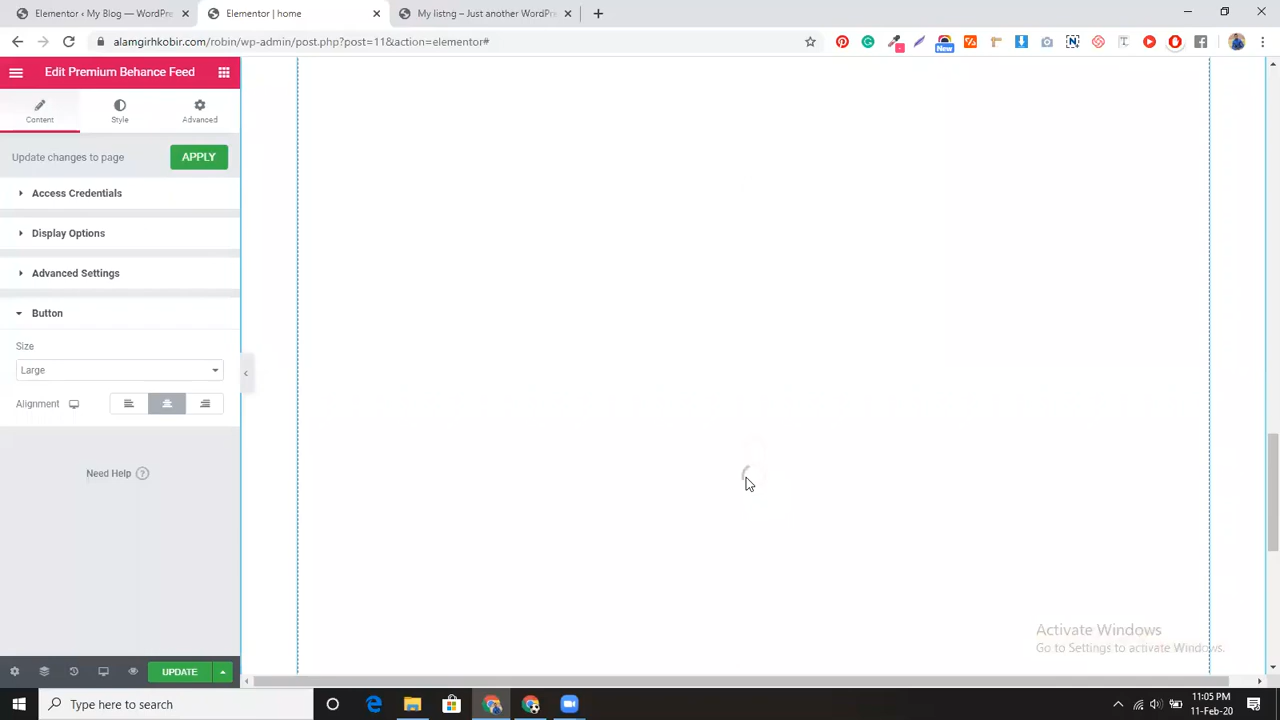 Elementor ‹ My Blog — WordPre
Elementor | home
My listng – Just another WordPre
alamgirhkobir.com/robin/wp-admin/post.php?post=11&action=elementor#
New
Edit Premium Behance Feed
Content
Style
Advanced
Update changes to page
APPLY
Access Credentials
Display Options
Advanced Settings
Button
Size
Large
Alignment
Need Help ?
UPDATE
Activate Windows
Go to Settings to activate Windows.
Type here to search
11:05 PM
11-Feb-20